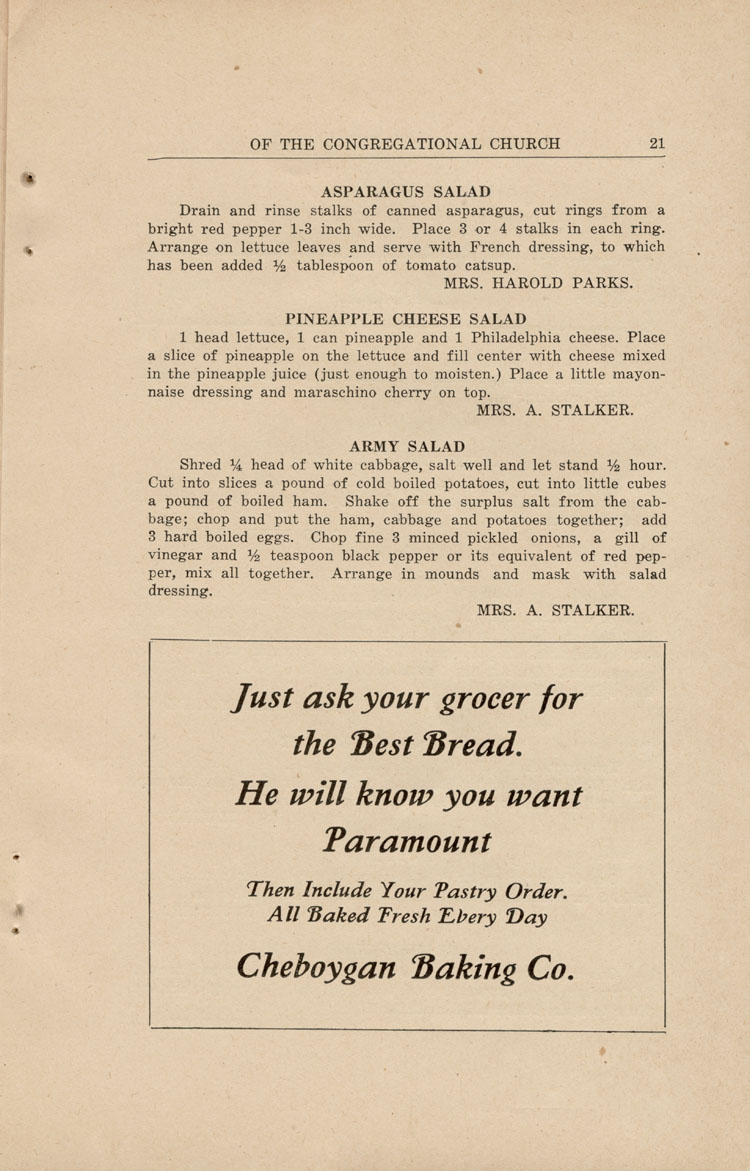 OF THE CONGREGATIONAL CHURCH 21
ASPARAGUS SALAD
Drain and rinse stalks of canned asparagus, cut rings from a
bright red pepper 1-3 inch wide. Place 3 or 4 stalks in each ring.
Arrange on lettuce leaves and serve with French dressing, to which
has been added ½ tablespoon of tomato catsup.
MRS. HAROLD PARKS.
PINEAPPLE CHEESE SALAD
1 head lettuce, 1 can pineapple and 1 Philadelphia cheese. Place
a slice of pineapple on the lettuce and fill center with cheese mixed
in the pineapple juice (just enough to moisten.) Place a little mayon-
naise dressing and maraschino cherry on top.
MRS. A. STALKER.
ARMY SALAD
Shred ¼ head of white cabbage, salt well and let stand ½ hour.
Cut into slices a pound of cold boiled potatoes, cut into little cubes
a pound of boiled ham. Shake off the surplus salt from the cab-
bage; chop and put the ham, cabbage and potatoes together; add
3 hard boiled eggs. Chop fine 3 minced pickled onions, a gill of
vinegar and ½ teaspoon black pepper or its equivalent of red pep-
per, mix all together. Arrange in mounds and mask with salad
dressing.
MRS. A. STALKER.
Just ask your grocer for
the Best Bread.
He will know you want
Paramount
Then Include Your Pastry Order.
All Baked Fresh Every Day
Cheboygan Baking Co.